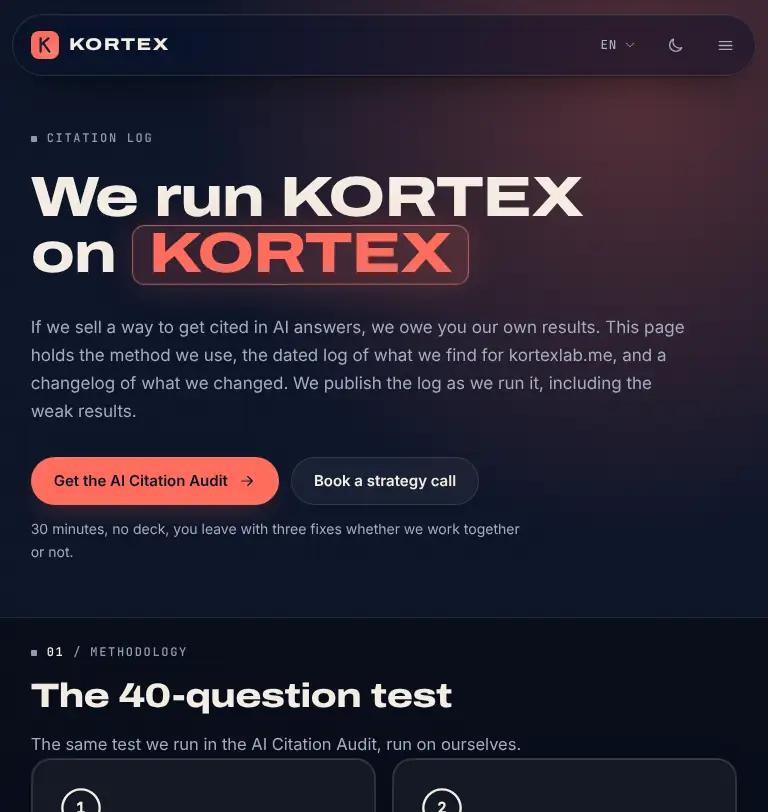 K KORTEX
EN
CITATION LOG
We run KORTEX
on KORTEX
If we sell a way to get cited in AI answers, we owe you our own results. This page
holds the method we use, the dated log of what we find for kortexlab.me, and a
changelog of what we changed. We publish the log as we run it, including the
weak results.
Get the AI Citation Audit →
Book a strategy call
30 minutes, no deck, you leave with three fixes whether we work together
or not.
01 / METHODOLOGY
The 40-question test
The same test we run in the AI Citation Audit, run on ourselves.
1
2